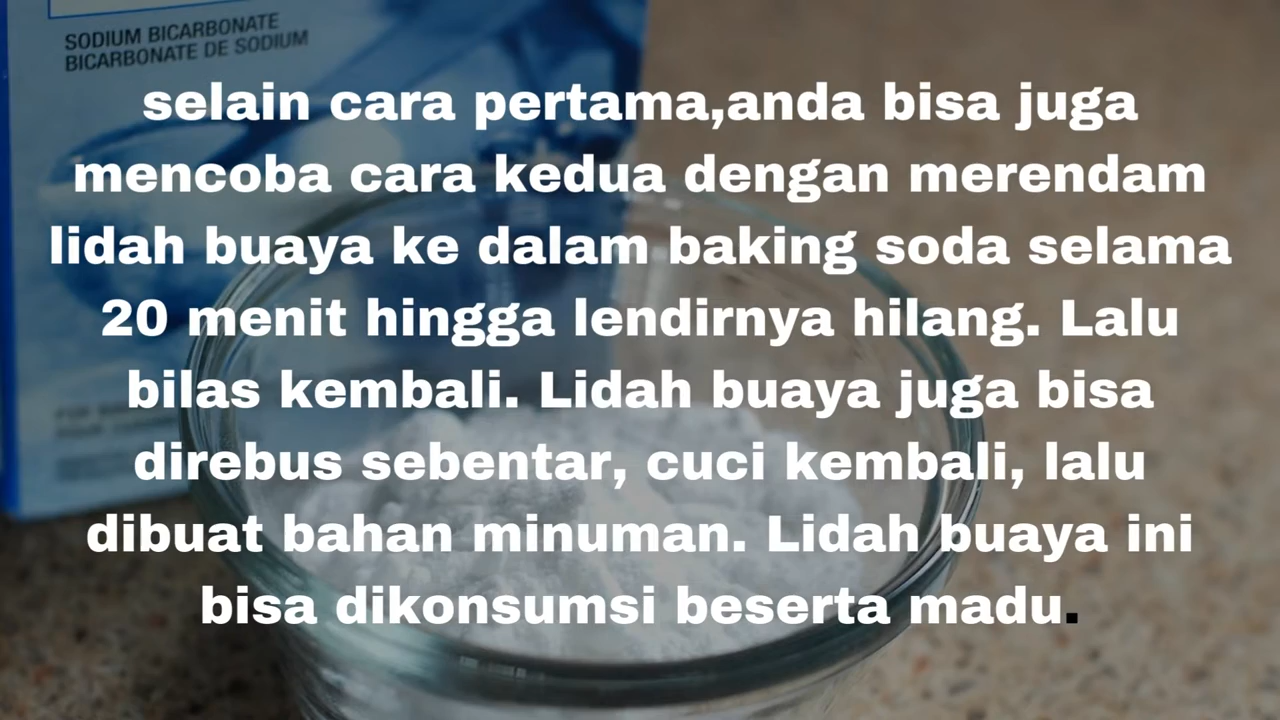 SODIUM BICARBONATE
BICARBONATE DE SODIUM
selain cara pertama,anda bisa juga
mencoba cara kedua dengan merendam
lidah buaya ke dalam baking soda selama
20 menit hingga lendirnya hilang. Lalu
bilas kembali. Lidah buaya juga bisa
direbus sebentar, cuci kembali, lalu
dibuat bahan minuman. Lidah buaya ini
bisa dikonsumsi beserta madu.